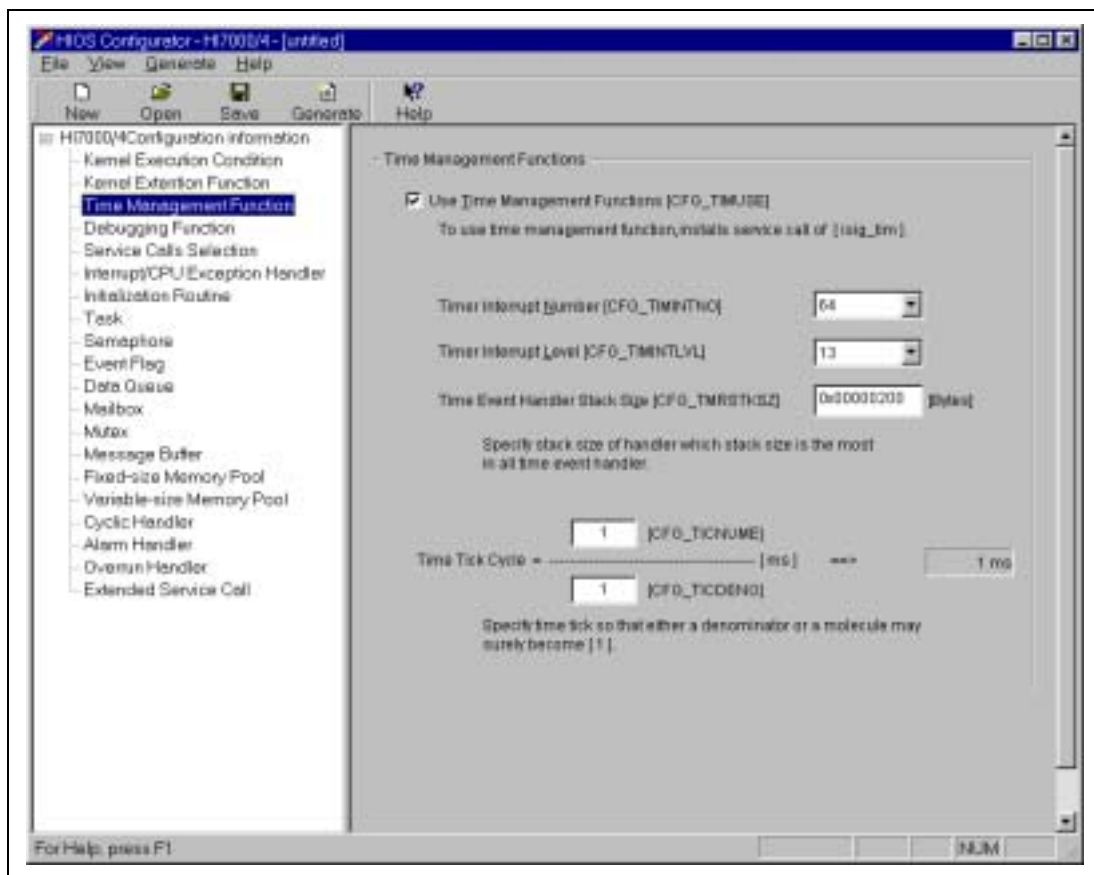 HIOS Configurator - HI7000/4 - [untitled]
File View Generate Help
New Open Save Generate Help
HI7000/4Configuration information
Kernel Execution Condition
Kernel Extention Function
Time Management Function
Debugging Function
Service Calls Selection
Interrupt/CPU Exception Handler
Initialization Routine
Task
Semaphore
Event Flag
Data Queue
Mailbox
Mutex
Message Buffer
Fixed-size Memory Pool
Variable-size Memory Pool
Cyclic Handler
Alarm Handler
Overrun Handler
Extended Service Call
Time Management Functions
Use Time Management Functions [CFG_TIMUSE]
To use time management function,installs service call of [isig_tim].
Timer Interrupt Number [CFG_TIMINTNO] 64
Timer Interrupt Level [CFG_TIMINTLVL] 13
Time Event Handler Stack Size [CFG_TMRSTKSZ] 0x00000200 [Bytes]
Specify stack size of handler which stack size is the most
in all time event handler.
1 [CFG_TICNUME]
Time Tick Cycle = ---------------------------------- [ms] ==> 1 ms
1 [CFG_TICDENO]
Specify time tick so that either a denominator or a molecule may
surely become [1].
For Help, press F1 NUM